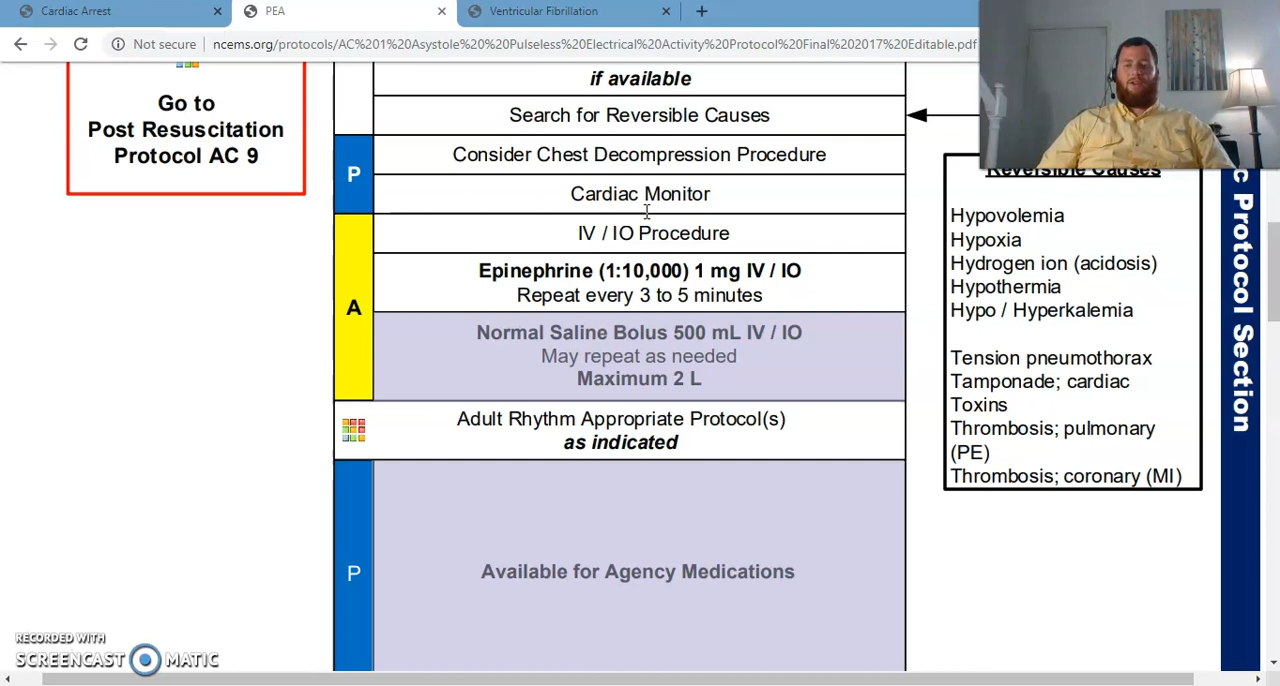 Cardiac Arrest
PEA
Ventricular Fibrillation
Not secure
ncems.org/protocols/AC%201%20Asystole%20%20Pulseless%20Electrical%20Activity%20Protocol%20Final%202017%20Editable.pdf
Go to
Post Resuscitation
Protocol AC 9
if available
Search for Reversible Causes
P
Consider Chest Decompression Procedure
Cardiac Monitor
A
IV / IO Procedure
Epinephrine (1:10,000) 1 mg IV / IO
Repeat every 3 to 5 minutes
Normal Saline Bolus 500 mL IV / IO
May repeat as needed
Maximum 2 L
Adult Rhythm Appropriate Protocol(s)
as indicated
P
Available for Agency Medications
Reversible Causes
Hypovolemia
Hypoxia
Hydrogen ion (acidosis)
Hypothermia
Hypo / Hyperkalemia
Tension pneumothorax
Tamponade; cardiac
Toxins
Thrombosis; pulmonary
(PE)
Thrombosis; coronary (MI)
c Protocol Section
RECORDED WITH
SCREENCAST MATIC